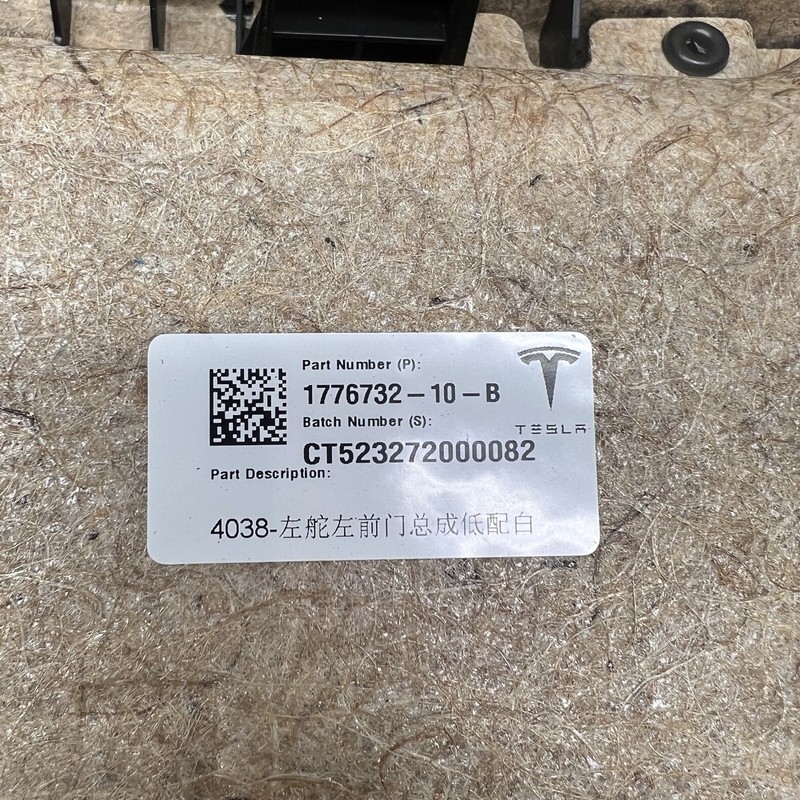 Part Number (P):
1776732-10-B
Batch Number (S):
TESLA
CT523272000082
Part Description:
4038-左舵左前门总成低配白